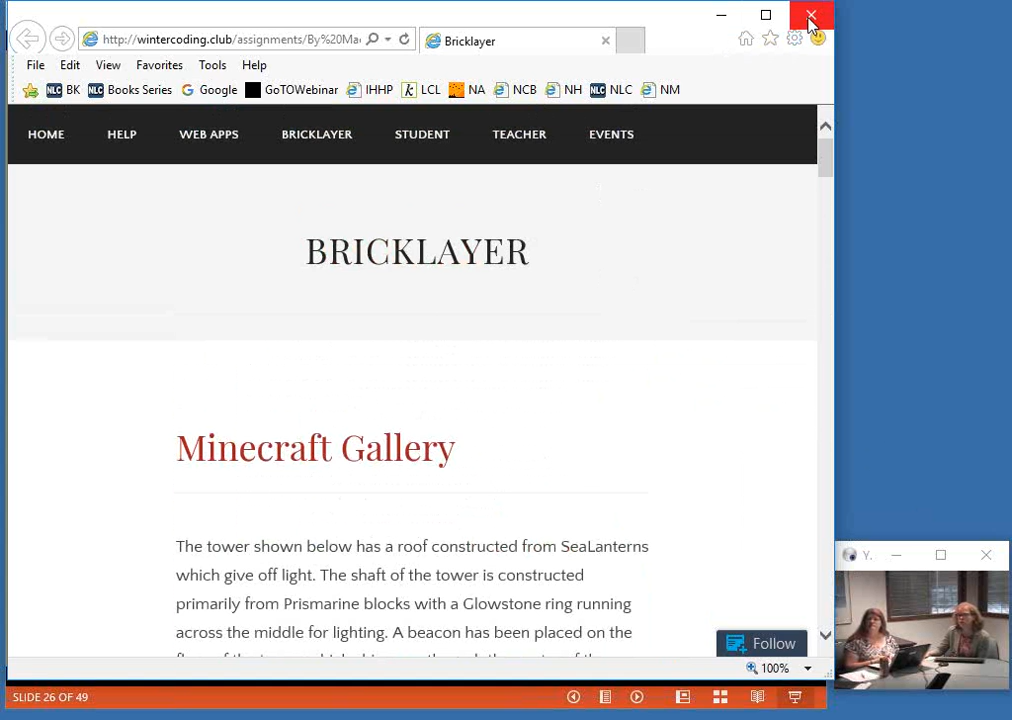 http://wintercoding.club/assignments/By%20Ma
Bricklayer
File Edit View Favorites Tools Help
NLC BK NLC Books Series G Google GoTOWebinar IHHP k LCL NA NCB NH NLC NLC NM
HOME HELP WEB APPS BRICKLAYER STUDENT TEACHER EVENTS
BRICKLAYER
Minecraft Gallery
The tower shown below has a roof constructed from SeaLanterns
which give off light. The shaft of the tower is constructed
primarily from Prismarine blocks with a Glowstone ring running
across the middle for lighting. A beacon has been placed on the
Follow
100%
Y.
SLIDE 26 OF 49